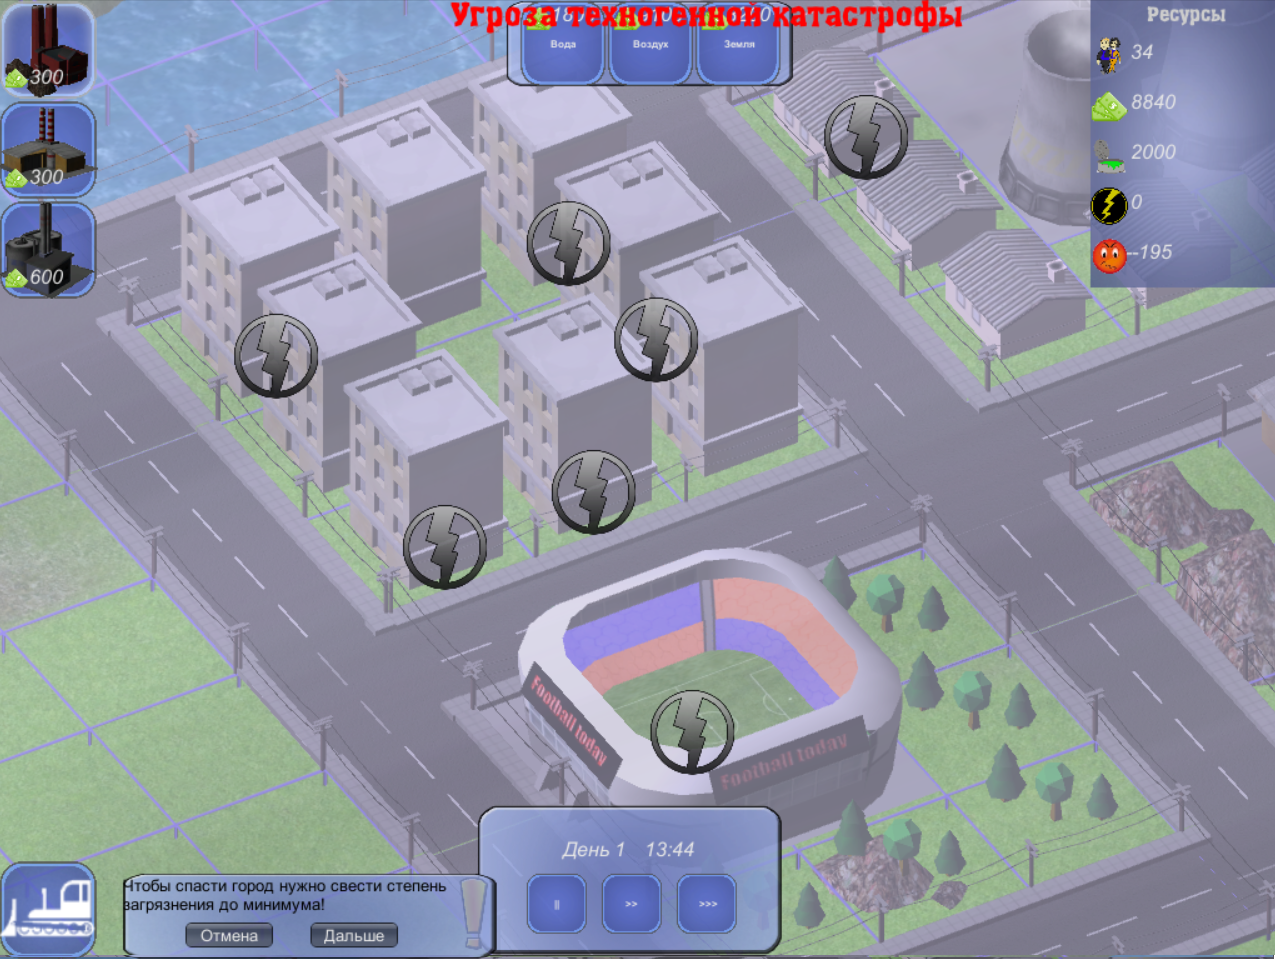 Угроза техногенной катастрофы
Вода
Воздух
Земля
300
300
600
Ресурсы
34
8840
2000
0
--195
Football today
Football today
День 1 13:44
||
>>
>>>
Чтобы спасти город нужно свести степень
загрязнения до минимума!
Отмена
Дальше